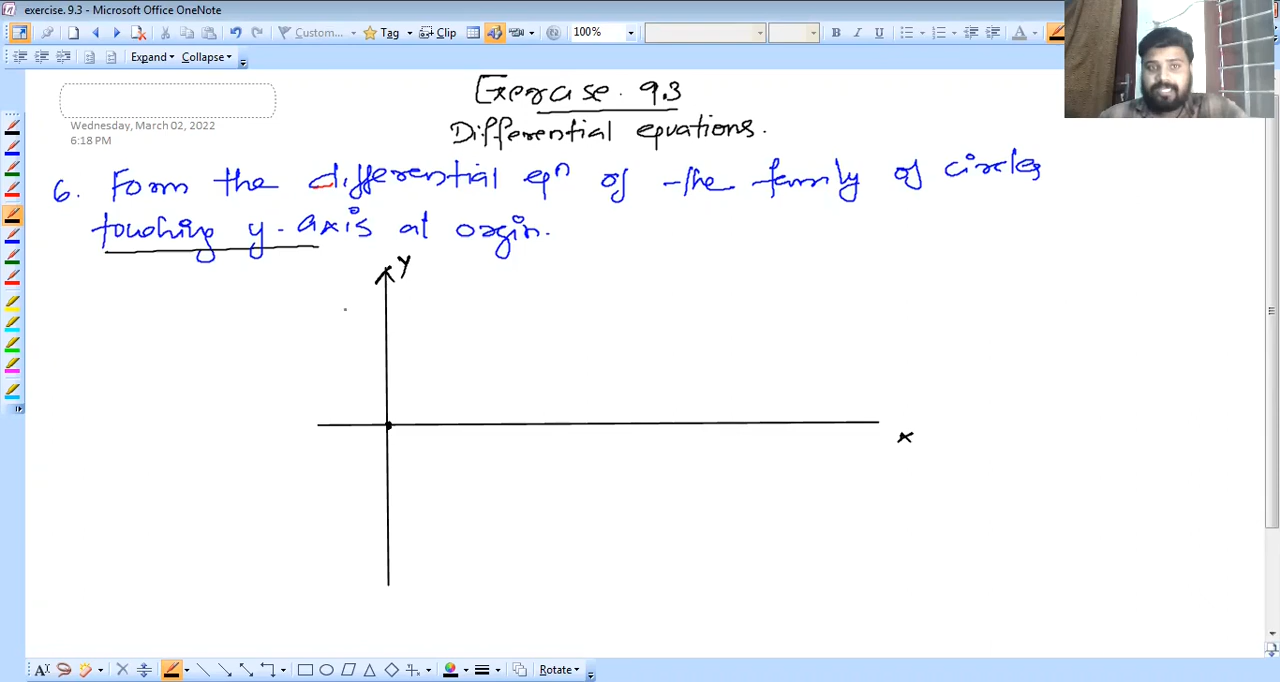 exercise.9.3 - Microsoft Office OneNote
Custom... Tag Clip 100% B I U A
Expand Collapse
Exercise. 9.3
Wednesday, March 02, 2022
6:18 PM
Differential equations.
6. Form the differential eqn of the family of circles
touching y-axis at orgin.
y
x
Rotate